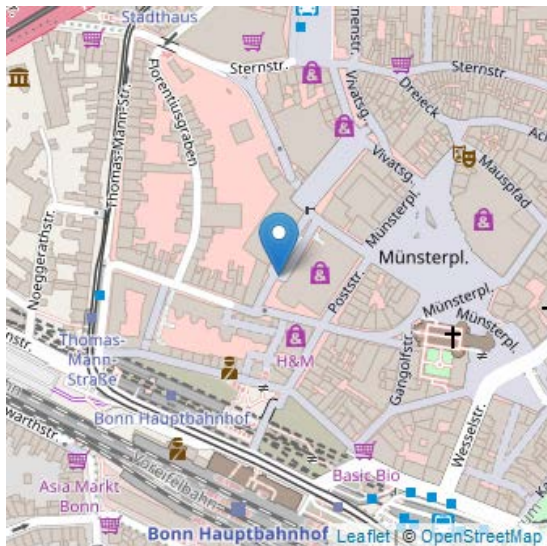 Stadthaus
Sternstr.
Sternstr.
Florentiusgraben
Thomas-Mann-Str.
Vivatsg.
Dreieck
Vivatsg.
Mauspfad
Noeggerathstr.
Münsterpl.
Münsterpl.
Poststr.
Münsterpl.
Münsterpl.
Thomas-
Mann-
Straße
H&M
Gangolfstr.
Bonn Hauptbahnhof
Wesselstr.
Voreifelbahn
Basic Bio
Asia Markt
Bonn
Bonn Hauptbahnhof
Leaflet | © OpenStreetMap